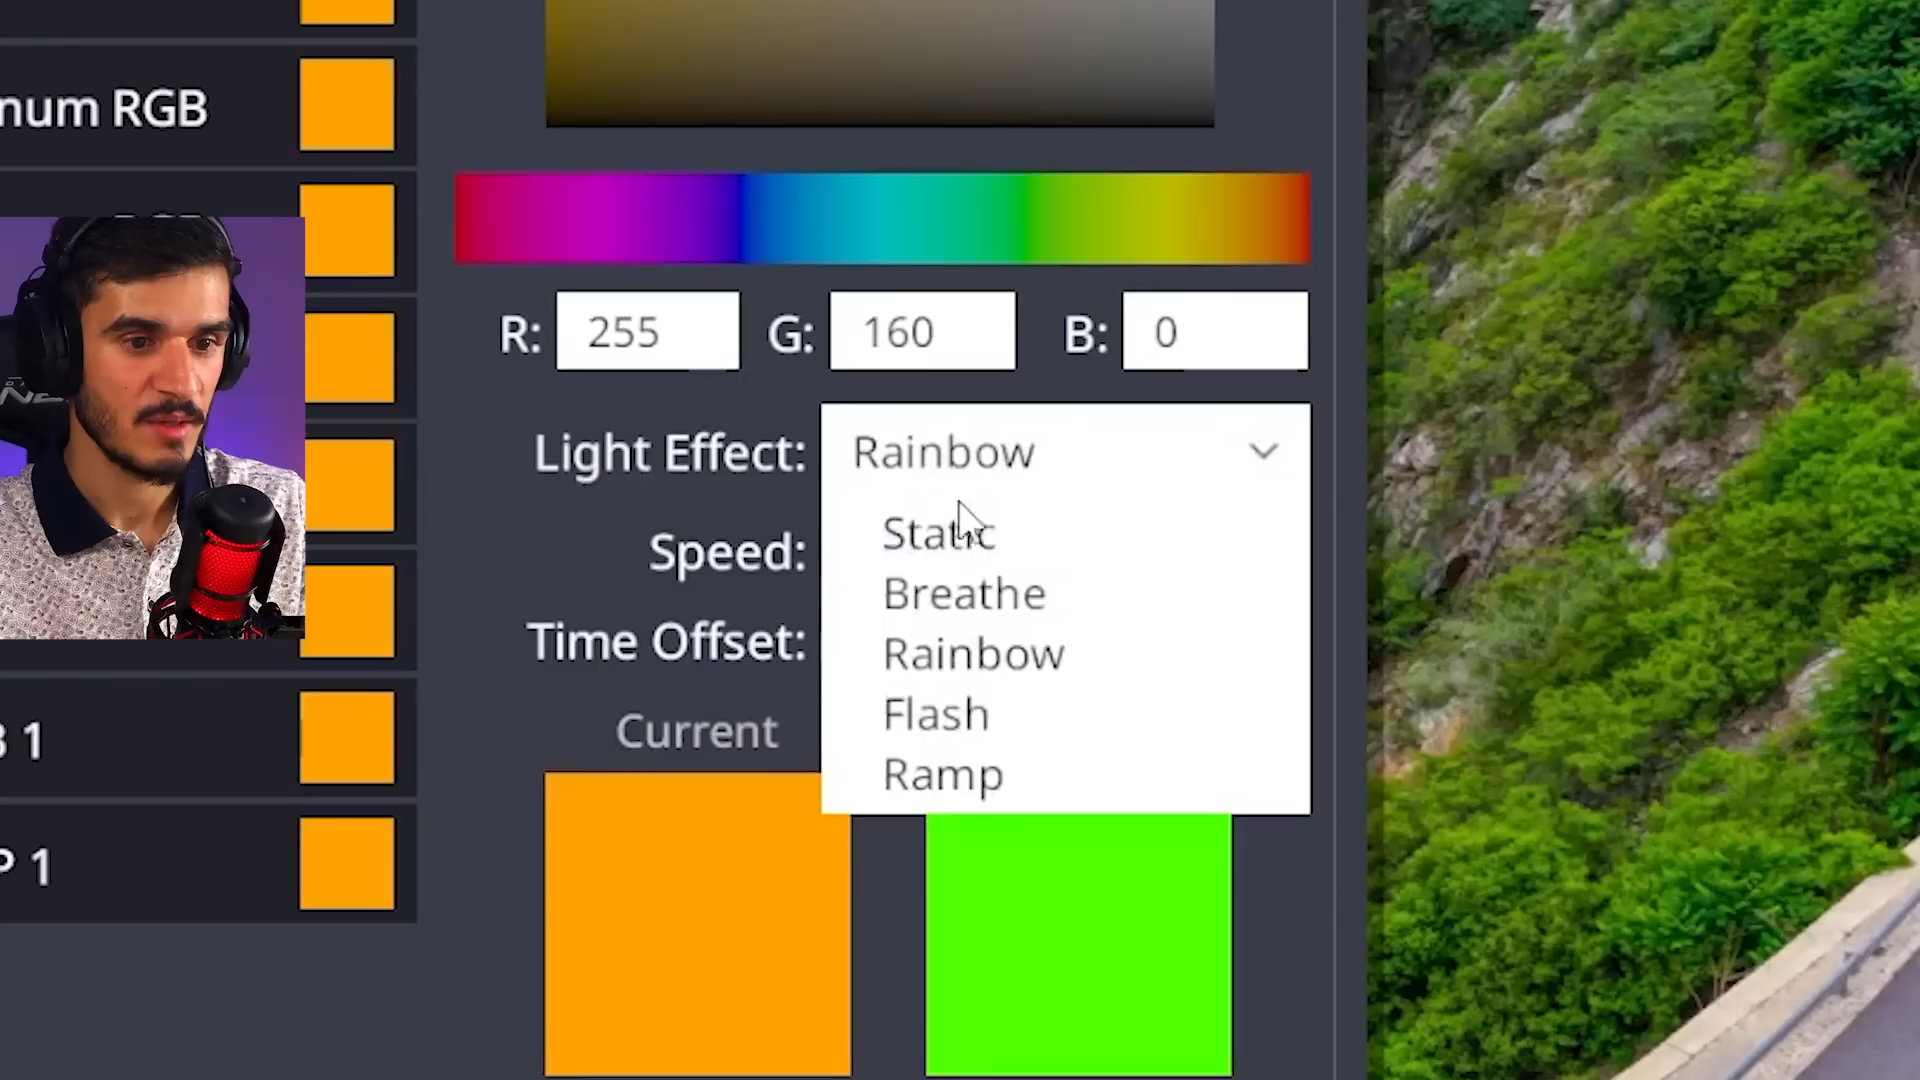 num RGB
R: 255 G: 160 B: 0
Light Effect: Rainbow
Static
Speed:
Breathe
Time Offset:
Rainbow
Flash
Current
Ramp
1
P 1